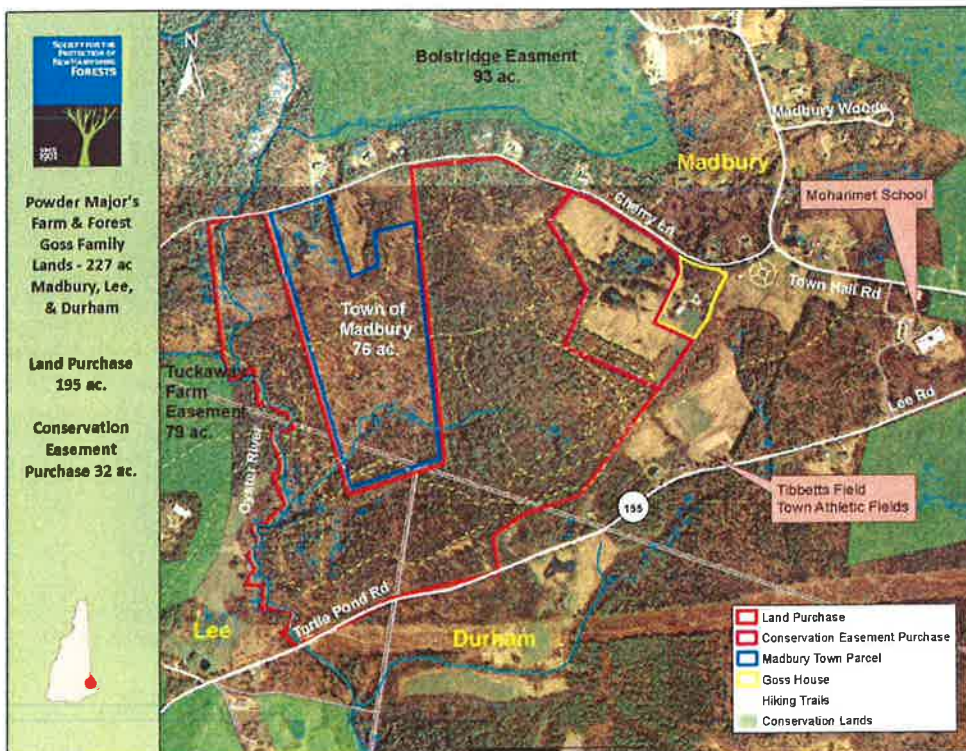 SOCIETY FOR THE
PROTECTION OF
NEW HAMPSHIRE
FORESTS
SINCE
1901
Powder Major's
Farm & Forest
Goss Family
Lands - 227 ac
Madbury, Lee,
& Durham
Land Purchase
195 ac.
Conservation
Easement
Purchase 32 ac.
N
Bolstridge Easment
93 ac.
Madbury Woods
Madbury
Moharimet School
Cherry Ln
Town Hall Rd
Town of
Madbury
76 ac.
Tuckaway
Farm
Easement
79 ac.
Oyster River
Lee Rd
Tibbetts Field
Town Athletic Fields
155
Turtle Pond Rd
Lee
Durham
Land Purchase
Conservation Easement Purchase
Madbury Town Parcel
Goss House
Hiking Trails
Conservation Lands